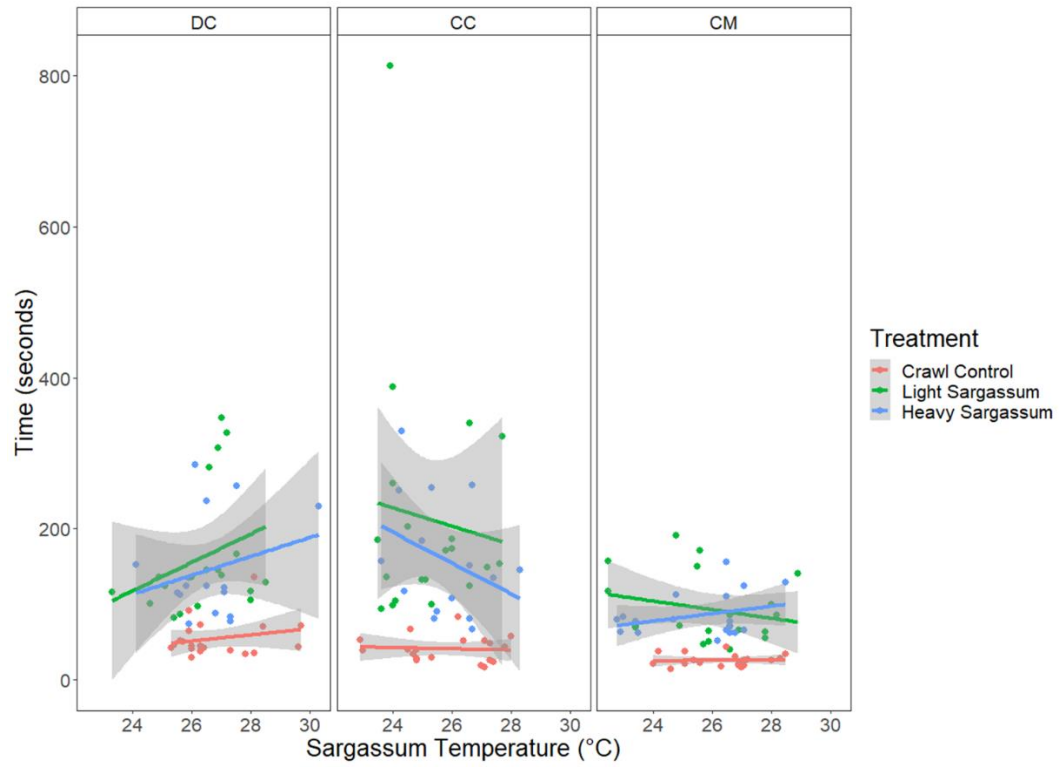 DC CC CM
800
600
400
200
0
24 26 28 30 24 26 28 30 24 26 28 30
Time (seconds)
Sargassum Temperature (°C)
Treatment
Crawl Control
Light Sargassum
Heavy Sargassum